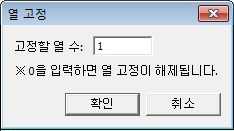 열 고정
고정할 열 수: 1
※ 0을 입력하면 열 고정이 해제됩니다.
확인 취소